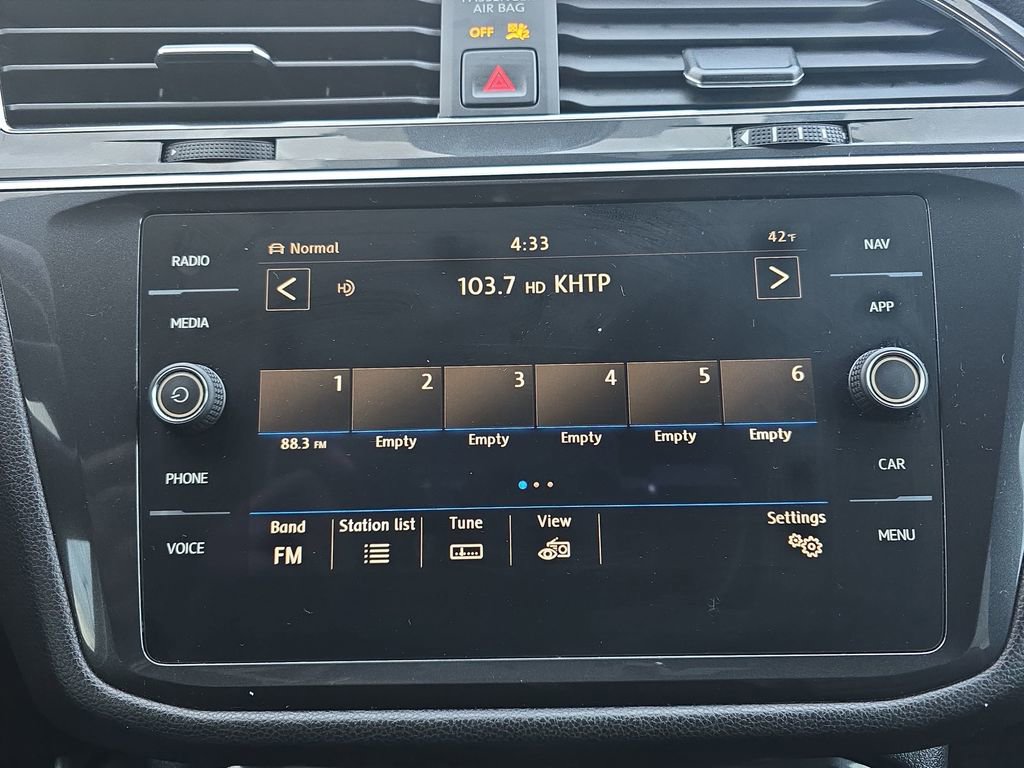 PASSENGER
AIR BAG
OFF
RADIO
MEDIA
PHONE
VOICE
Normal
4:33
42°F
HD
103.7 HD KHTP
1 2 3 4 5 6
88.3 FM Empty Empty Empty Empty Empty
Band Station list Tune View Settings
FM
NAV
APP
CAR
MENU